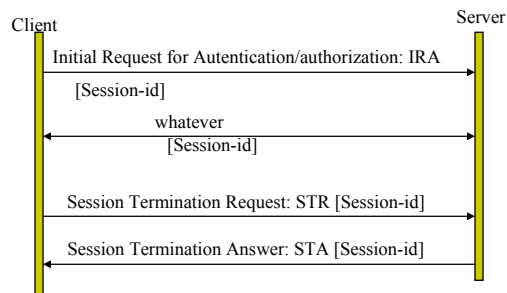 Client
Server
Initial Request for Autentication/authorization: IRA
[Session-id]
whatever
[Session-id]
Session Termination Request: STR [Session-id]
Session Termination Answer: STA [Session-id]